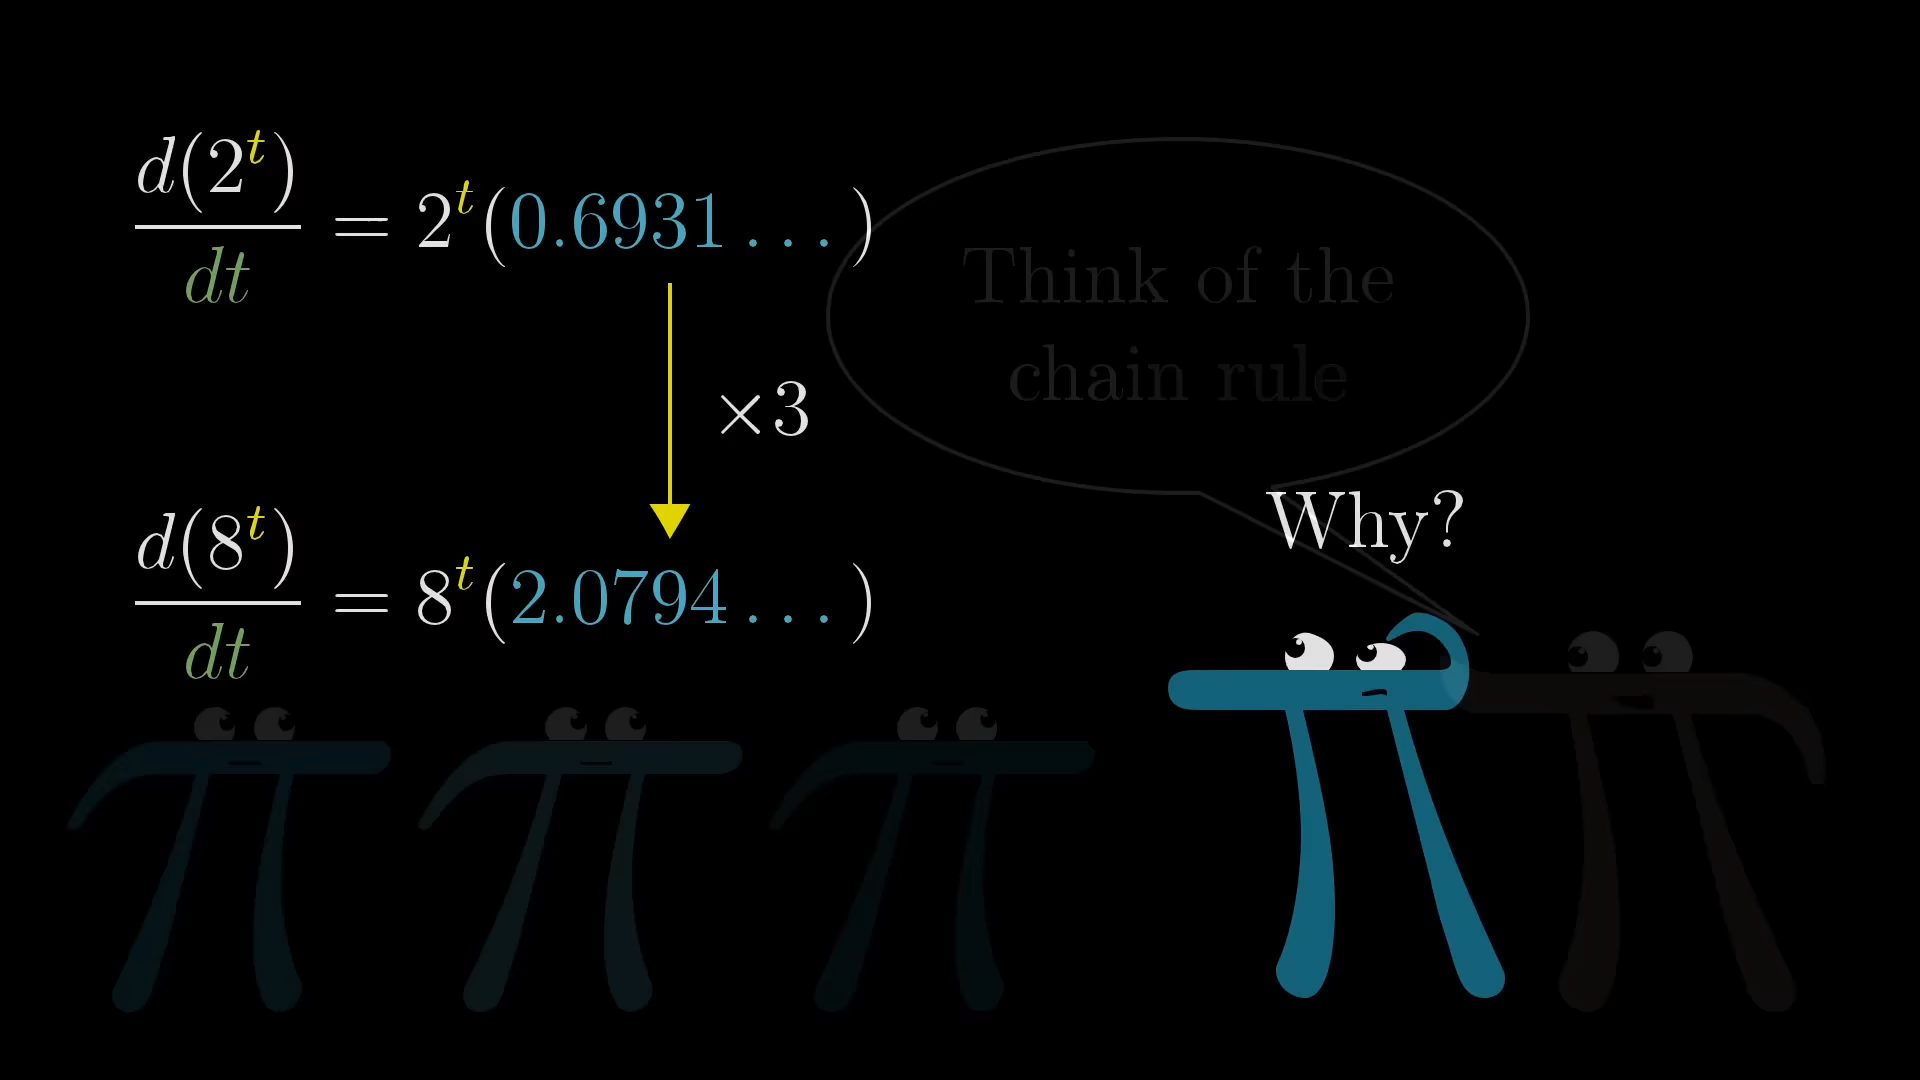 d(2^t)/dt = 2^t(0.6931...)
Think of the
chain rule
×3
Why?
d(8^t)/dt = 8^t(2.0794...)